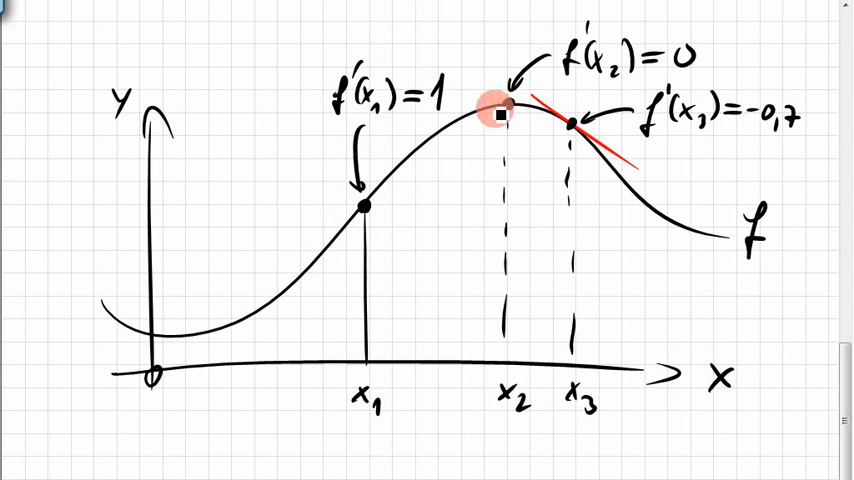 f'(x₂)=0
y
f'(x₁)=1
f'(x₃)=-0,7
f
0
x
x₁
x₂
x₃